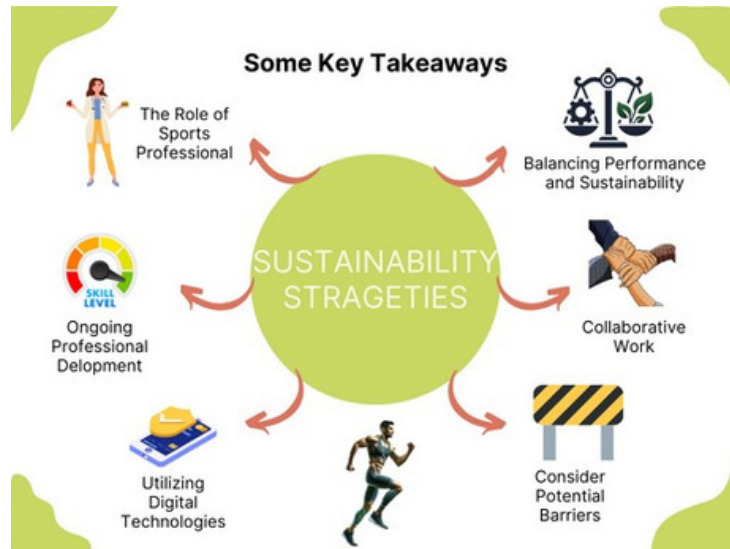 Some Key Takeaways
The Role of
Sports
Professional
Balancing Performance
and Sustainability
SUSTAINABILITY
STRAGETIES
SKILL
LEVEL
Ongoing
Professional
Delopment
Collaborative
Work
Utilizing
Digital
Technologies
Consider
Potential
Barriers